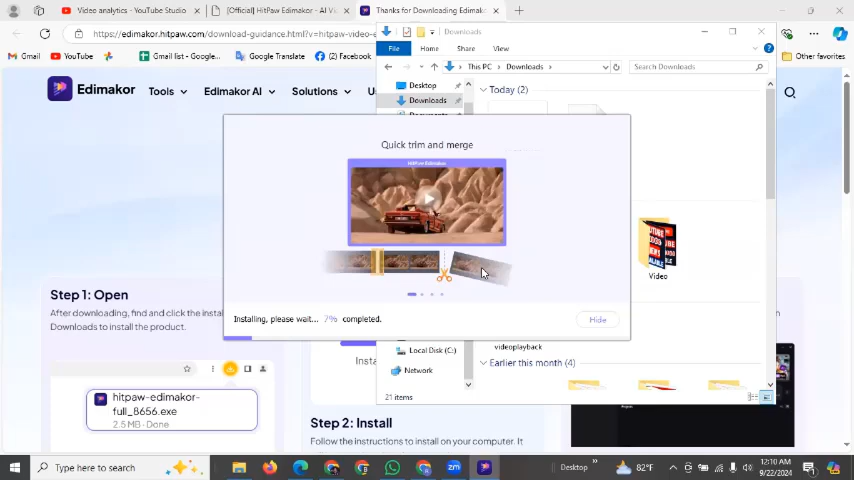 Video analytics - YouTube Studio
[Official] HitPaw Edimakor - AI Vi
Thanks for Downloading Edimako
Downloads
https://edimakor.hitpaw.com/download-guidance.html?v=hitpaw-video-e
File
Home
Share
View
Gmail
YouTube
Gmail list - Google...
Google Translate
Facebook
Other favorites
This PC
Downloads
Search Downloads
Edimakor
Tools
Edimakor AI
Solutions
Desktop
Downloads
Today (2)
Quick trim and merge
HitPaw Edimakor
Video
Step 1: Open
After downloading, find and click the
Downloads to install the product.
Installing, please wait... 7% completed.
Hide
videoplayback
Local Disk (C:)
Network
Earlier this month (4)
21 items
Insta
hitpaw-edimakor-
full_8656.exe
2.5 MB - Done
Step 2: Install
Follow the instructions to install on your computer. It
Type here to search
Desktop
82°F
12:10 AM
9/22/2024